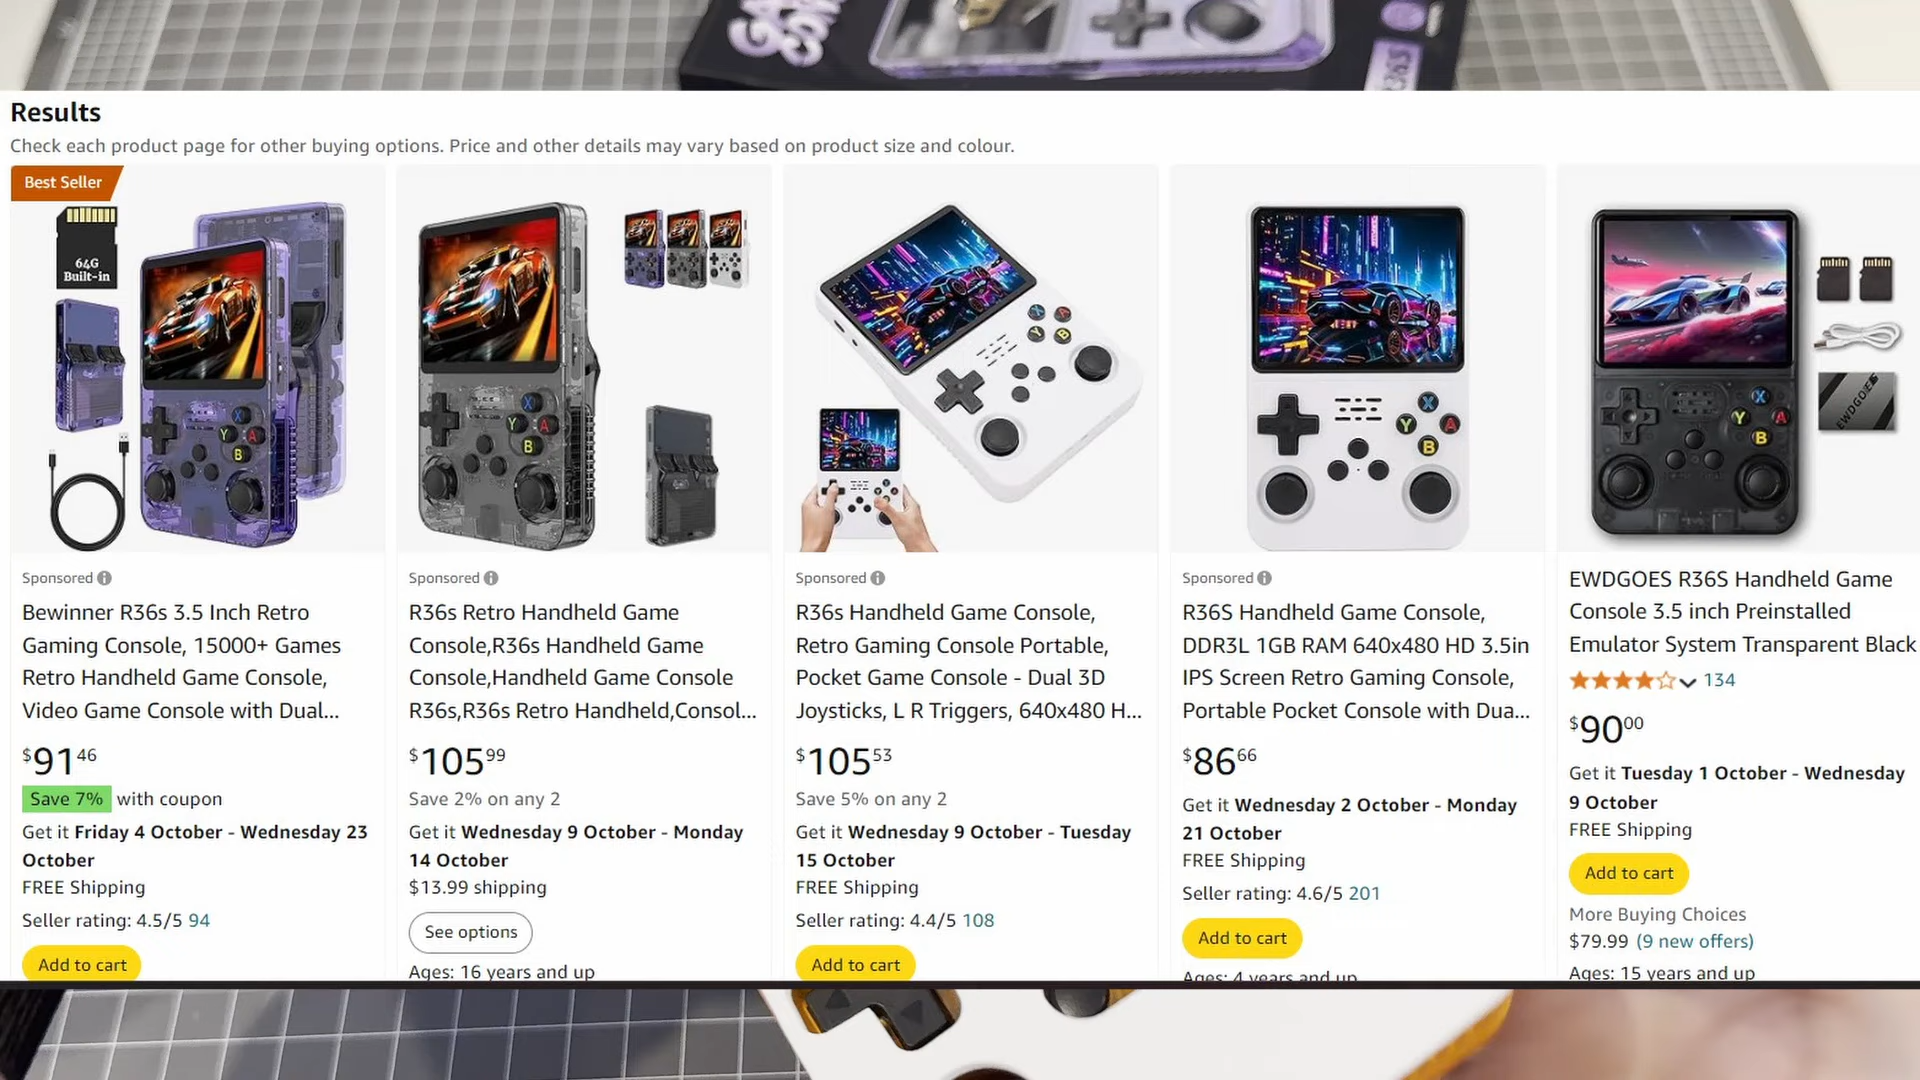 Results
Check each product page for other buying options. Price and other details may vary based on product size and colour.
Best Seller
64G
Built-in
Sponsored
Bewinner R36s 3.5 Inch Retro
Gaming Console, 15000+ Games
Retro Handheld Game Console,
Video Game Console with Dual...
$91 46
Save 7% with coupon
Get it Friday 4 October - Wednesday 23
October
FREE Shipping
Seller rating: 4.5/5 94
Add to cart
X
Y
A
B
Sponsored
R36s Retro Handheld Game
Console,R36s Handheld Game
Console,Handheld Game Console
R36s,R36s Retro Handheld,Consol...
$105 99
Save 2% on any 2
Get it Wednesday 9 October - Monday
14 October
$13.99 shipping
See options
Ages: 16 years and up
X
Y
A
B
Sponsored
R36s Handheld Game Console,
Retro Gaming Console Portable,
Pocket Game Console - Dual 3D
Joysticks, L R Triggers, 640x480 H...
$105 53
Save 5% on any 2
Get it Wednesday 9 October - Tuesday
15 October
FREE Shipping
Seller rating: 4.4/5 108
Add to cart
X
A
Y
B
Sponsored
R36S Handheld Game Console,
DDR3L 1GB RAM 640x480 HD 3.5in
IPS Screen Retro Gaming Console,
Portable Pocket Console with Dua...
$86 66
Get it Wednesday 2 October - Monday
21 October
FREE Shipping
Seller rating: 4.6/5 201
Add to cart
Ages: 4 years and up
X
Y
A
B
EWDGOES
EWDGOES R36S Handheld Game
Console 3.5 inch Preinstalled
Emulator System Transparent Black
134
$90 00
Get it Tuesday 1 October - Wednesday
9 October
FREE Shipping
Add to cart
More Buying Choices
$79.99 (9 new offers)
Ages: 15 years and up
X
Y
A
B